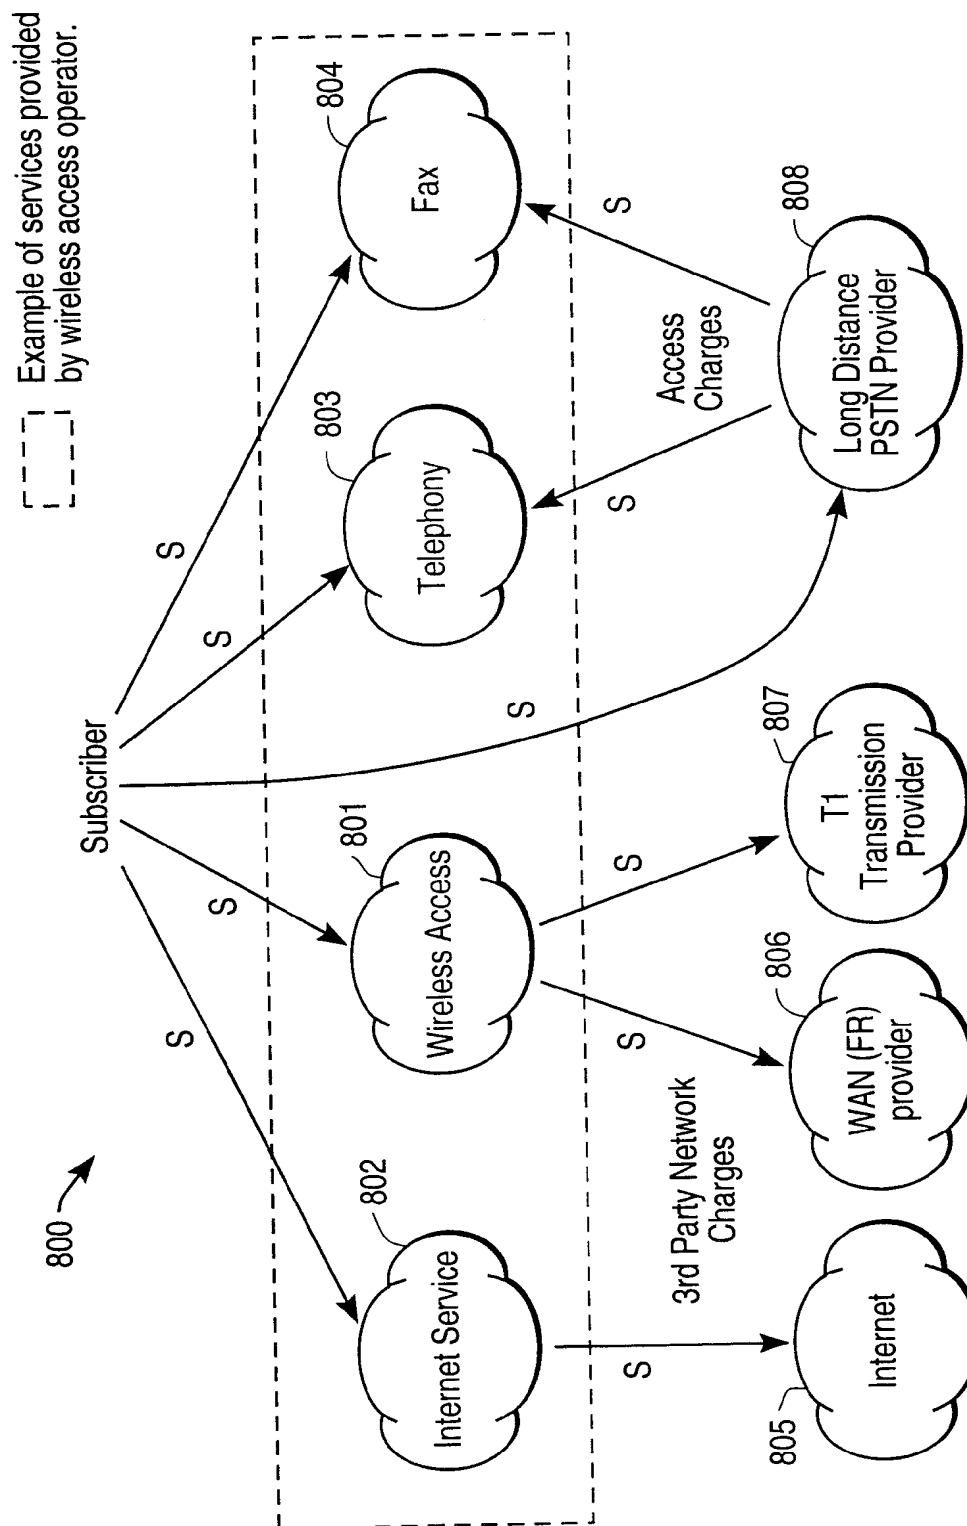 Example of services provided
by wireless access operator.
800
Subscriber
S
S
S
S
S
802
Internet Service
801
Wireless Access
803
Telephony
804
Fax
S
3rd Party Network
Charges
S
S
Access
Charges
S
S
805
Internet
806
WAN (FR)
provider
807
T1
Transmission
Provider
808
Long Distance
PSTN Provider